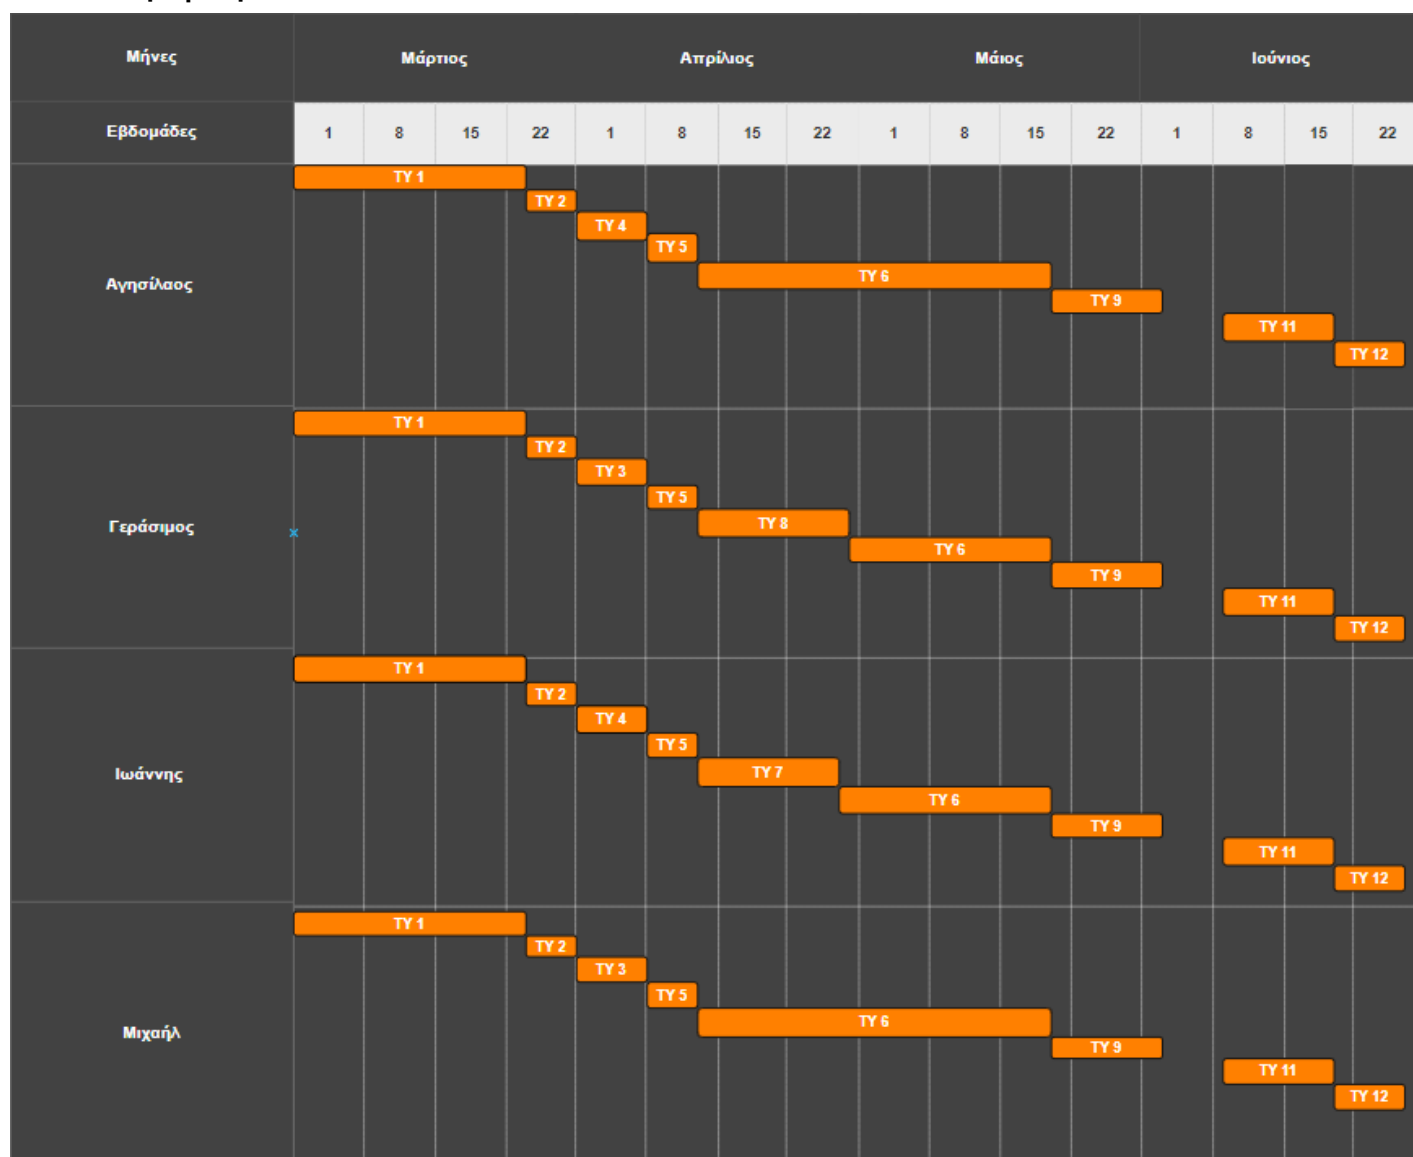 Μήνες Μάρτιος Απρίλιος Μάιος Ιούνιος
Εβδομάδες 1 8 15 22 1 8 15 22 1 8 15 22 1 8 15 22
Αγησίλαος
ΤΥ 1
ΤΥ 2
ΤΥ 4
ΤΥ 5
ΤΥ 6
ΤΥ 9
ΤΥ 11
ΤΥ 12
Γεράσιμος
ΤΥ 1
ΤΥ 2
ΤΥ 3
ΤΥ 5
ΤΥ 8
ΤΥ 6
ΤΥ 9
ΤΥ 11
ΤΥ 12
Ιωάννης
ΤΥ 1
ΤΥ 2
ΤΥ 4
ΤΥ 5
ΤΥ 7
ΤΥ 6
ΤΥ 9
ΤΥ 11
ΤΥ 12
Μιχαήλ
ΤΥ 1
ΤΥ 2
ΤΥ 3
ΤΥ 5
ΤΥ 6
ΤΥ 9
ΤΥ 11
ΤΥ 12